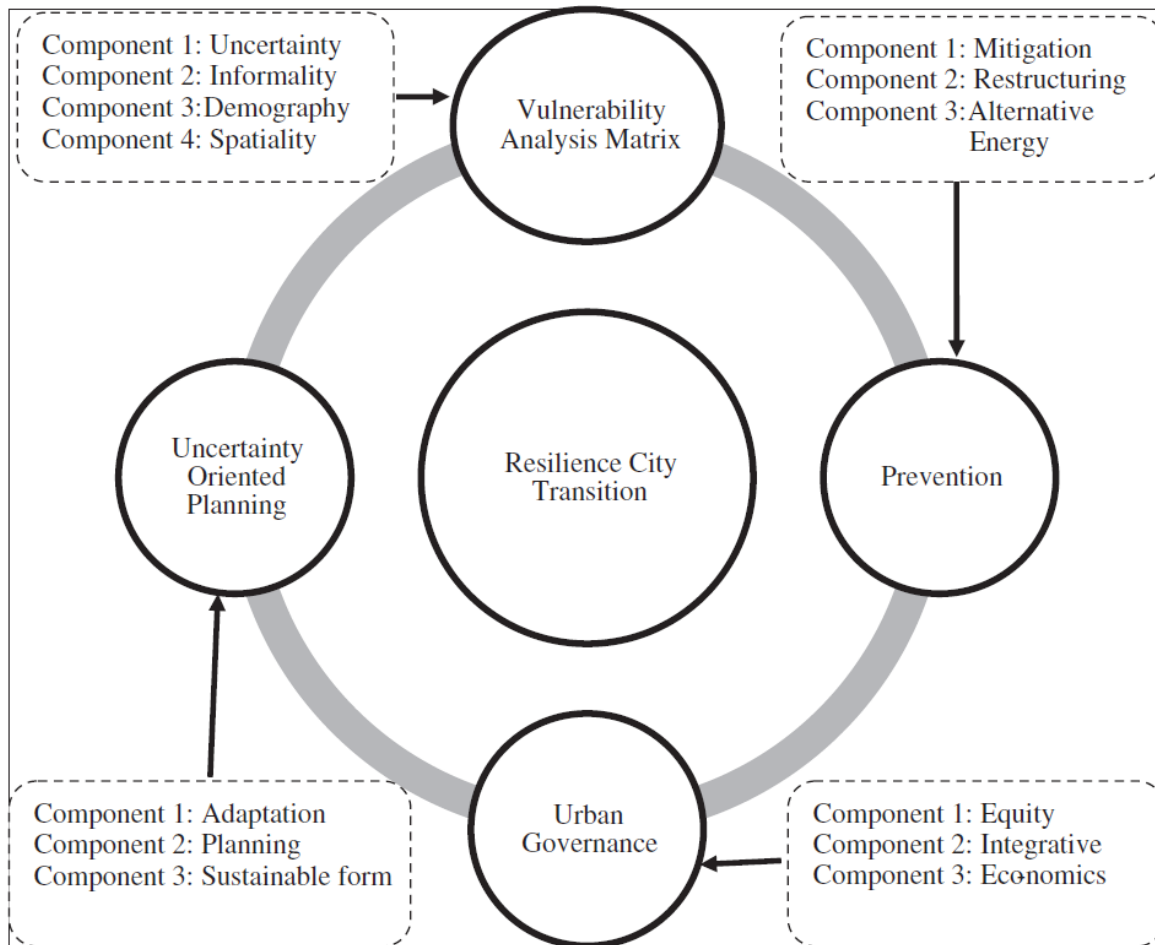 Component 1: Uncertainty
Component 2: Informality
Component 3:Demography
Component 4: Spatiality
Vulnerability
Analysis Matrix
Component 1: Mitigation
Component 2: Restructuring
Component 3:Alternative
Energy
Uncertainty
Oriented
Planning
Resilience City
Transition
Prevention
Component 1: Adaptation
Component 2: Planning
Component 3: Sustainable form
Urban
Governance
Component 1: Equity
Component 2: Integrative
Component 3: Economics